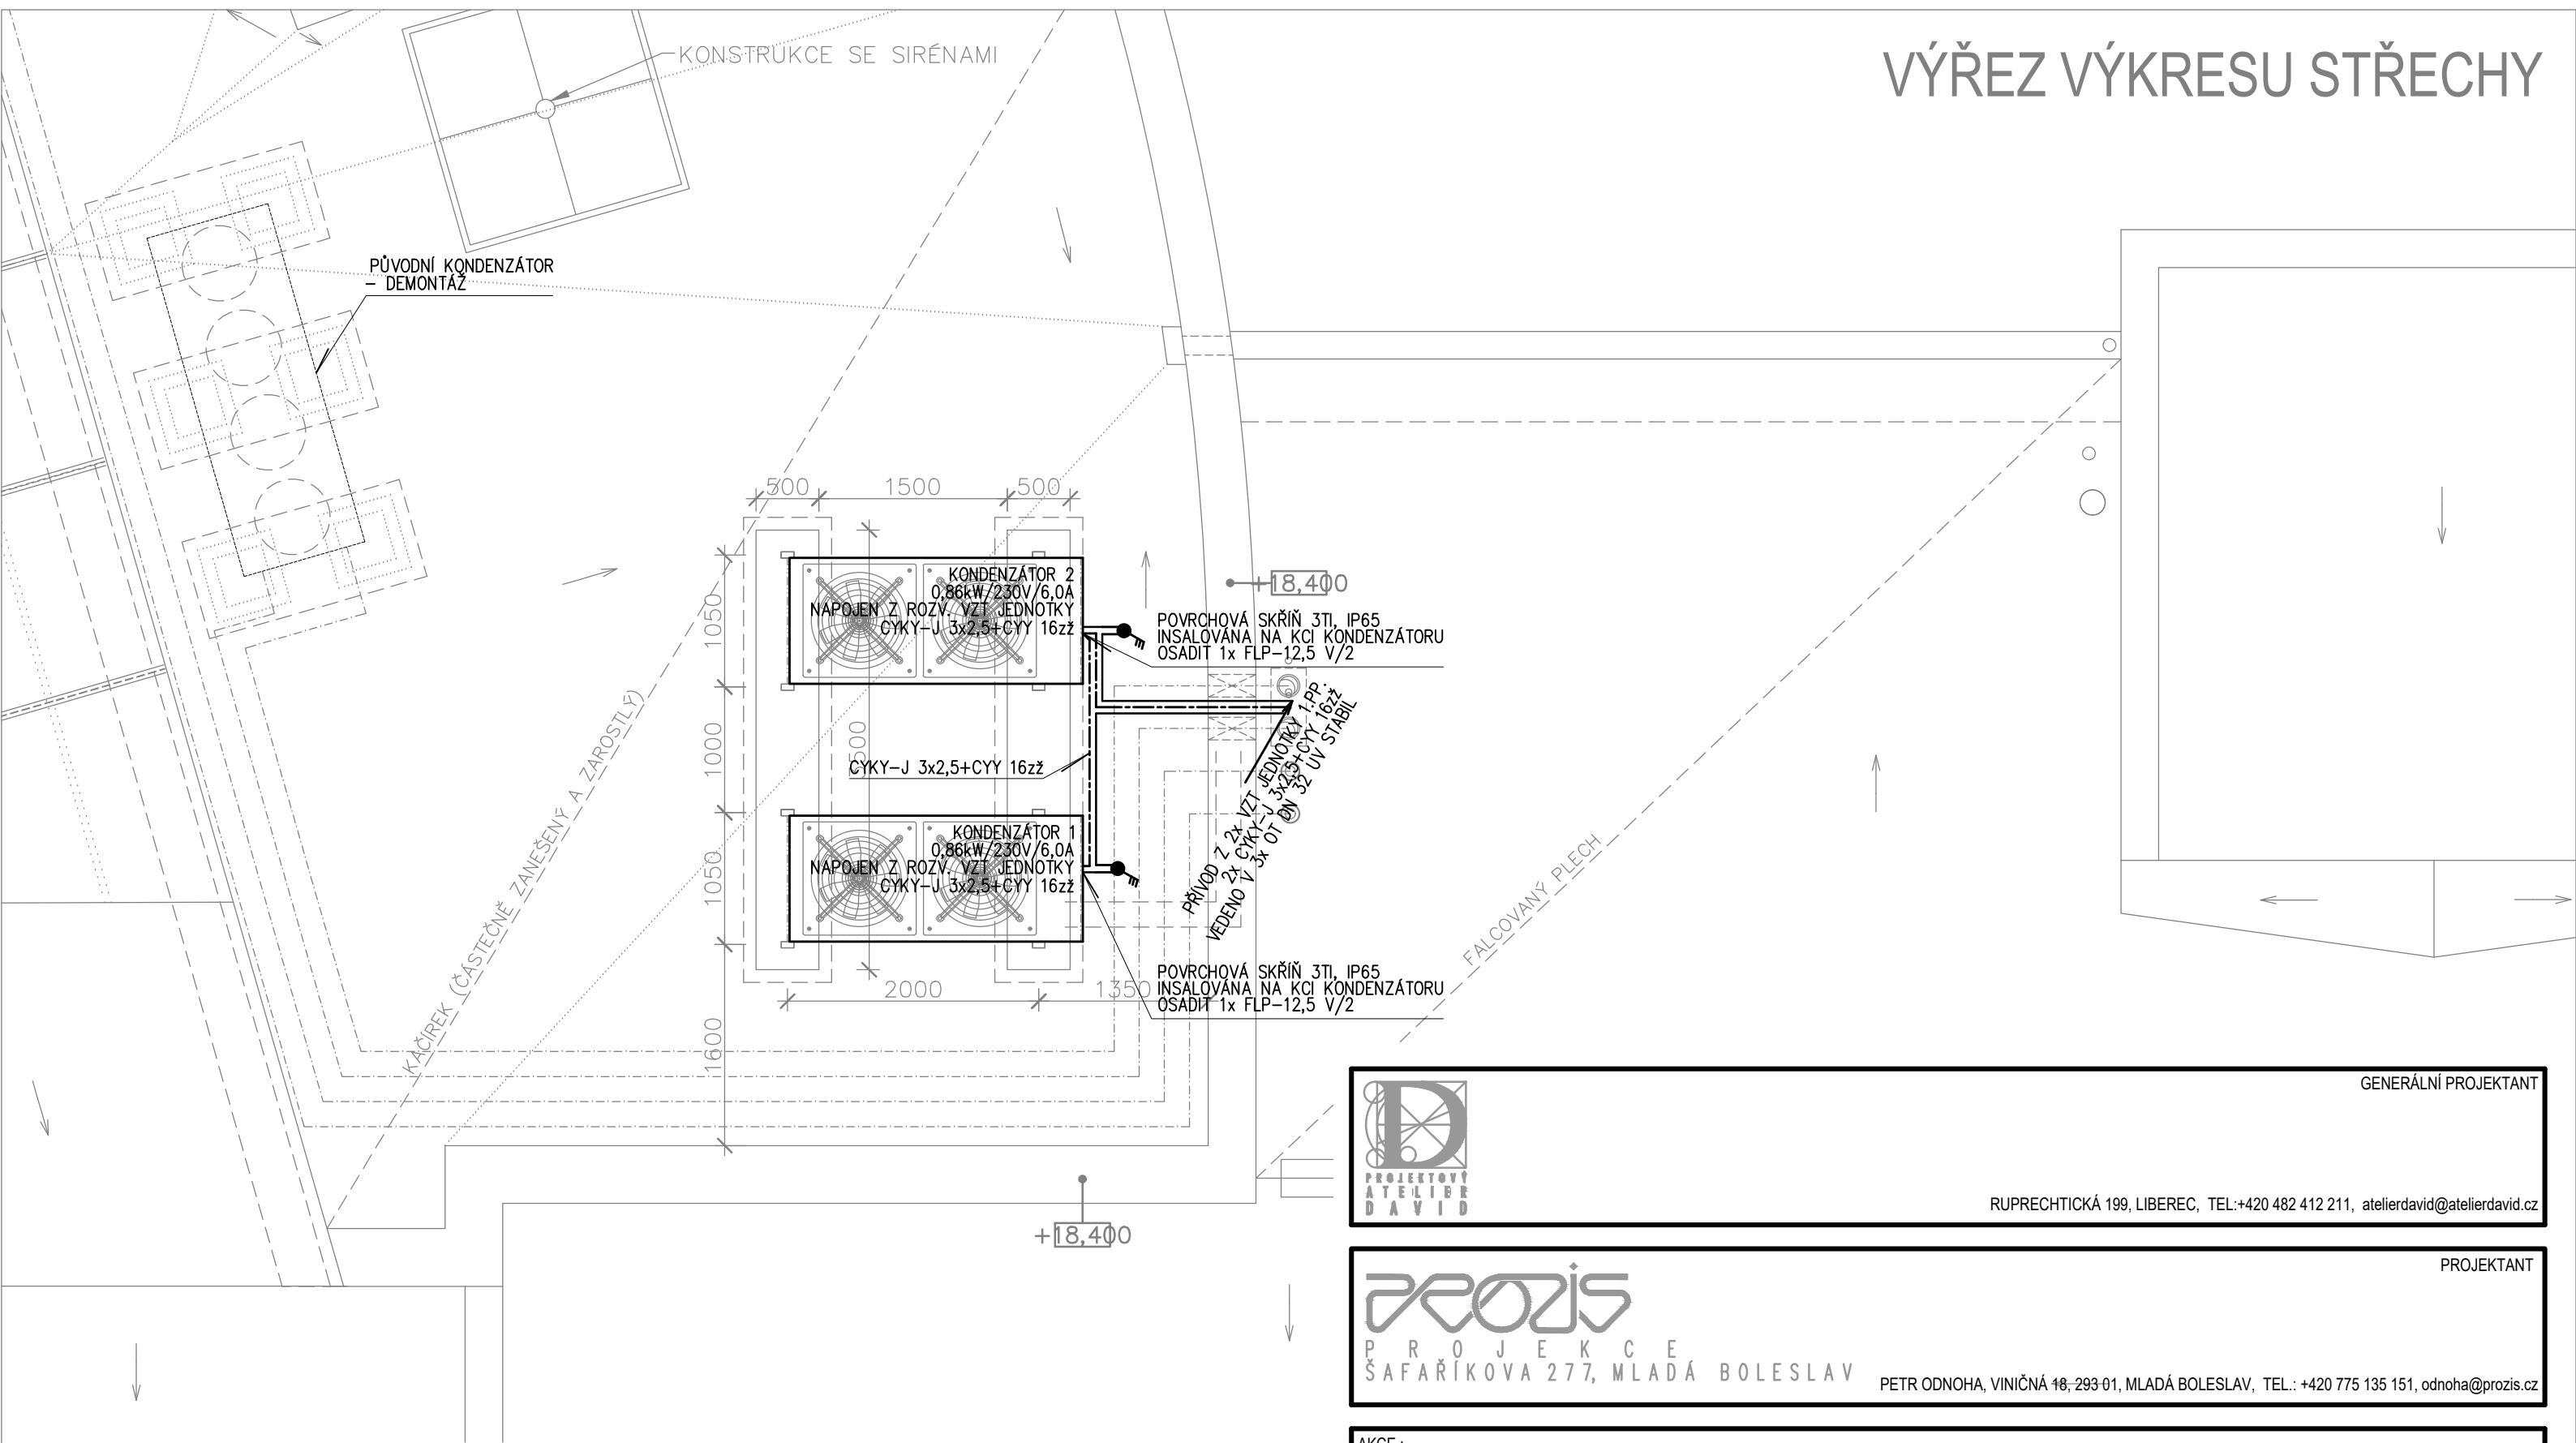 VÝŘEZ VÝKRESU STŘECHY
KONSTRUKCE SE SIRÉNAMI
PŮVODNÍ KONDENZÁTOR
– DEMONTÁŽ
500
1500
500
1050
1000
1050
1600
KONDENZÁTOR 2
0,86kW/230V/6,0A
NAPOJEN Z ROZV. VZT JEDNOTKY
CYKY-J 3x2,5+CYY 16zž
+18,400
POVRCHOVÁ SKŘÍŇ 3TI, IP65
INSALOVÁNA NA KCI KONDENZÁTORU
OSADIT 1x FLP-12,5 V/2
CYKY-J 3x2,5+CYY 16zž
PŘÍVOD Z 2x VZT JEDNOTKY 1.PP.
2x CYKY-J 3x2,5+CYY 16zž
VEDENO V 3x OT DN 32 UV STABIL
KONDENZÁTOR 1
0,86kW/230V/6,0A
NAPOJEN Z ROZV. VZT JEDNOTKY
CYKY-J 3x2,5+CYY 16zž
KAČÍREK (ČÁSTEČNĚ ZANEŠENÝ A ZAROSTLÝ)
FALCOVANÝ PLECH
2000
1350
POVRCHOVÁ SKŘÍŇ 3TI, IP65
INSALOVÁNA NA KCI KONDENZÁTORU
OSADIT 1x FLP-12,5 V/2
+18,400
GENERÁLNÍ PROJEKTANT
D
PROJEKTOVÝ
ATELIER
DAVID
RUPRECHTICKÁ 199, LIBEREC, TEL:+420 482 412 211, atelierdavid@atelierdavid.cz
PROJEKTANT
PROZIS
PROJEKCE
ŠAFAŘÍKOVA 277, MLADÁ BOLESLAV
PETR ODNOHA, VINIČNÁ 18, 293 01, MLADÁ BOLESLAV, TEL.: +420 775 135 151, odnoha@prozis.cz